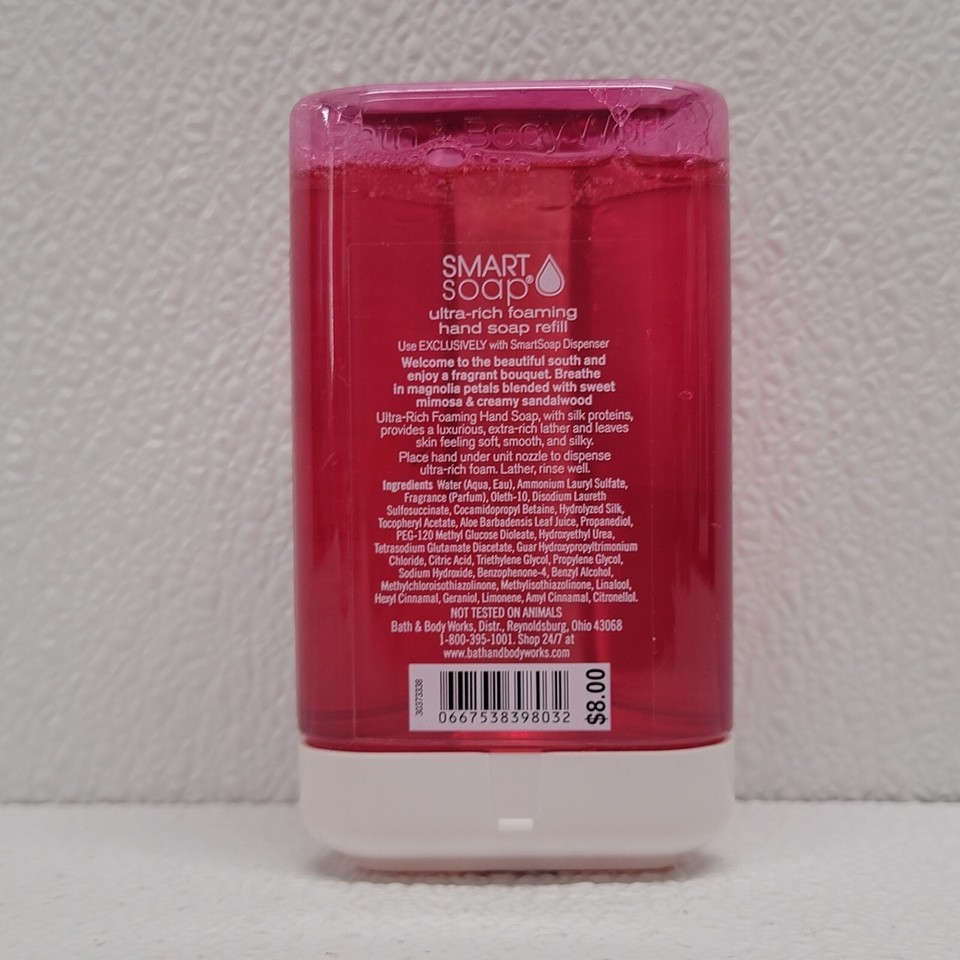 Bath & Body Works
SMART
soap®
ultra-rich foaming
hand soap refill
Use EXCLUSIVELY with SmartSoap Dispenser
Welcome to the beautiful south and
enjoy a fragrant bouquet. Breathe
in magnolia petals blended with sweet
mimosa & creamy sandalwood
Ultra-Rich Foaming Hand Soap, with silk proteins,
provides a luxurious, extra-rich lather and leaves
skin feeling soft, smooth, and silky.
Place hand under unit nozzle to dispense
ultra-rich foam. Lather, rinse well.
Ingredients Water (Aqua, Eau), Ammonium Lauryl Sulfate,
Fragrance (Parfum), Oleth-10, Disodium Laureth
Sulfosuccinate, Cocamidopropyl Betaine, Hydrolyzed Silk,
Tocopheryl Acetate, Aloe Barbadensis Leaf Juice, Propanediol,
PEG-120 Methyl Glucose Dioleate, Hydroxyethyl Urea,
Tetrasodium Glutamate Diacetate, Guar Hydroxypropyltrimonium
Chloride, Citric Acid, Triethylene Glycol, Propylene Glycol,
Sodium Hydroxide, Benzophenone-4, Benzyl Alcohol,
Methylchloroisothiazolinone, Methylisothiazolinone, Linalool,
Hexyl Cinnamal, Geraniol, Limonene, Amyl Cinnamal, Citronellol.
NOT TESTED ON ANIMALS
Bath & Body Works, Distr., Reynoldsburg, Ohio 43068
1-800-395-1001. Shop 24/7 at
www.bathandbodyworks.com
30373338
0667538398032
$8.00